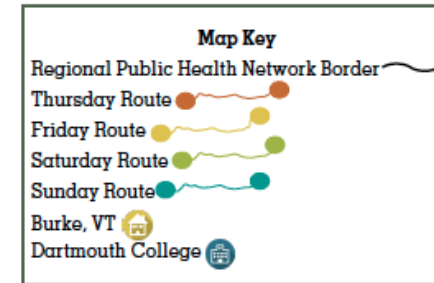 Map Key
Regional Public Health Network Border
Thursday Route
Friday Route
Saturday Route
Sunday Route
Burke, VT
Dartmouth College